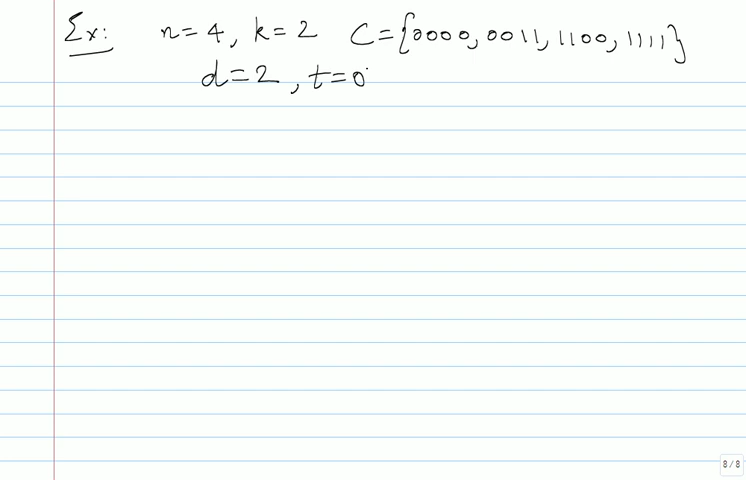 Ex: n=4, k=2 C={0000,0011,1100,1111}
d=2, t=0
8/8